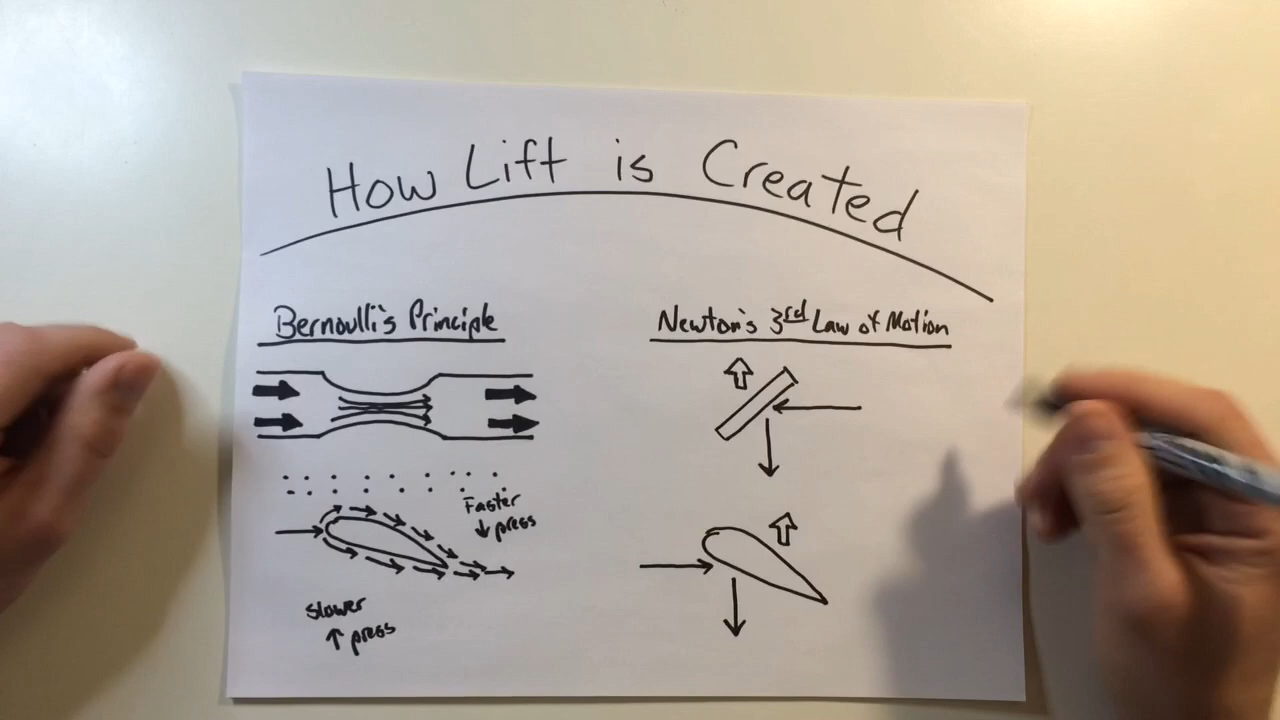 How Lift is Created
Bernoulli's Principle
Newton's 3rd Law of Motion
Faster
↓ press
Slower
↑ press